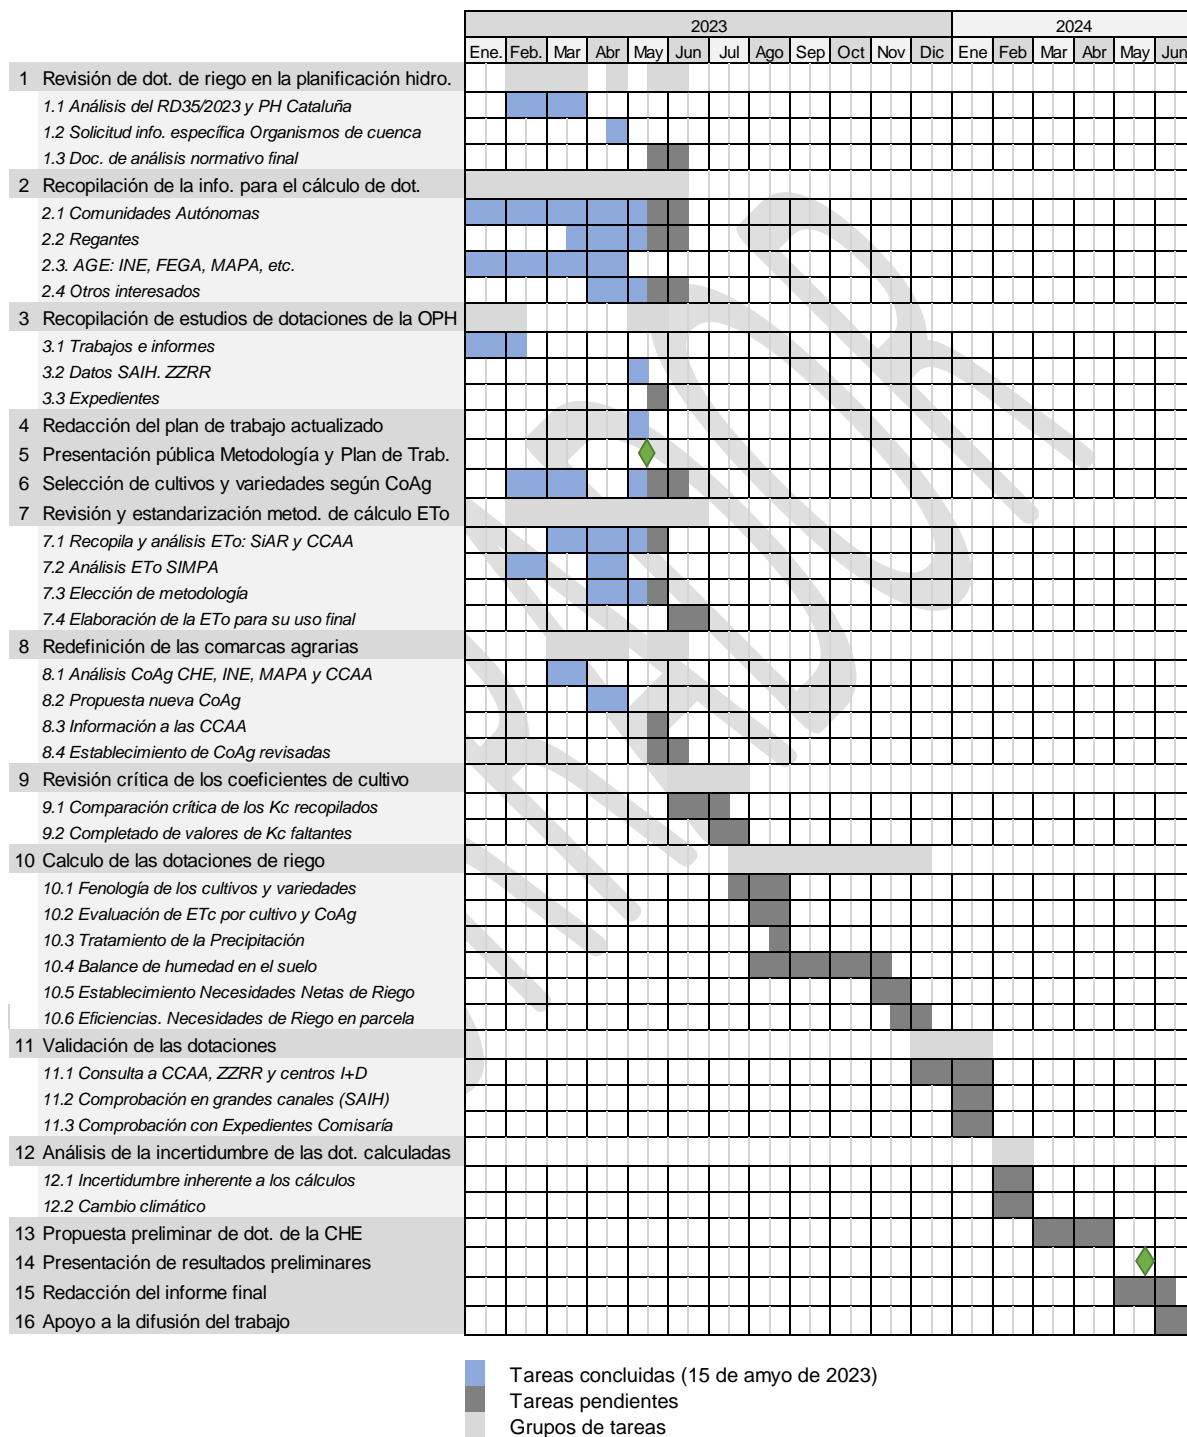 2023 2024
Ene. Feb. Mar Abr May Jun Jul Ago Sep Oct Nov Dic Ene Feb Mar Abr May Jun
1 Revisión de dot. de riego en la planificación hidro.
1.1 Análisis del RD35/2023 y PH Cataluña
1.2 Solicitud info. específica Organismos de cuenca
1.3 Doc. de análisis normativo final
2 Recopilación de la info. para el cálculo de dot.
2.1 Comunidades Autónomas
2.2 Regantes
2.3. AGE: INE, FEGA, MAPA, etc.
2.4 Otros interesados
3 Recopilación de estudios de dotaciones de la OPH
3.1 Trabajos e informes
3.2 Datos SAIH. ZZRR
3.3 Expedientes
4 Redacción del plan de trabajo actualizado
5 Presentación pública Metodología y Plan de Trab.
6 Selección de cultivos y variedades según CoAg
7 Revisión y estandarización metod. de cálculo ETo
7.1 Recopila y análisis ETo: SiAR y CCAA
7.2 Análisis ETo SIMPA
7.3 Elección de metodología
7.4 Elaboración de la ETo para su uso final
8 Redefinición de las comarcas agrarias
8.1 Análisis CoAg CHE, INE, MAPA y CCAA
8.2 Propuesta nueva CoAg
8.3 Información a las CCAA
8.4 Establecimiento de CoAg revisadas
9 Revisión crítica de los coeficientes de cultivo
9.1 Comparación crítica de los Kc recopilados
9.2 Completado de valores de Kc faltantes
10 Calculo de las dotaciones de riego
10.1 Fenología de los cultivos y variedades
10.2 Evaluación de ETc por cultivo y CoAg
10.3 Tratamiento de la Precipitación
10.4 Balance de humedad en el suelo
10.5 Establecimiento Necesidades Netas de Riego
10.6 Eficiencias. Necesidades de Riego en parcela
11 Validación de las dotaciones
11.1 Consulta a CCAA, ZZRR y centros I+D
11.2 Comprobación en grandes canales (SAIH)
11.3 Comprobación con Expedientes Comisaría
12 Análisis de la incertidumbre de las dot. calculadas
12.1 Incertidumbre inherente a los cálculos
12.2 Cambio climático
13 Propuesta preliminar de dot. de la CHE
14 Presentación de resultados preliminares
15 Redacción del informe final
16 Apoyo a la difusión del trabajo
Tareas concluidas (15 de amyo de 2023)
Tareas pendientes
Grupos de tareas